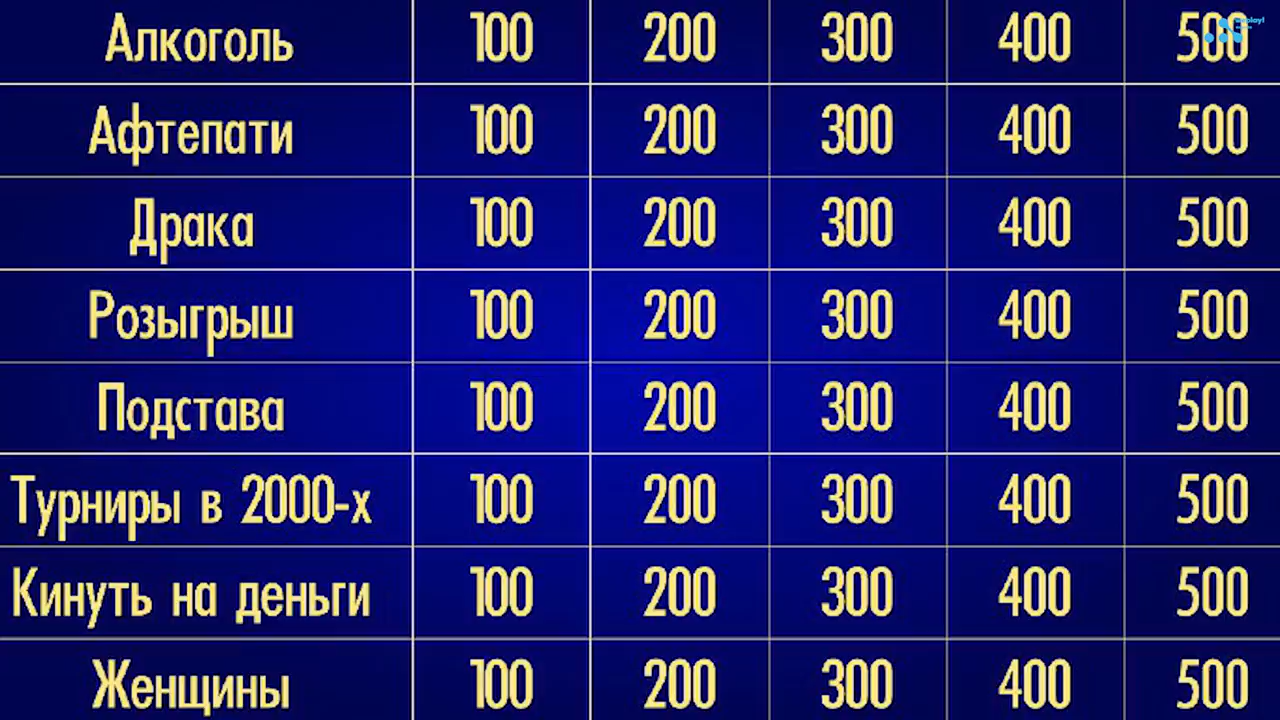 Алкоголь 100 200 300 400 500
Афтепати 100 200 300 400 500
Драка 100 200 300 400 500
Розыгрыш 100 200 300 400 500
Подстава 100 200 300 400 500
Турниры в 2000-х 100 200 300 400 500
Кинуть на деньги 100 200 300 400 500
Женщины 100 200 300 400 500